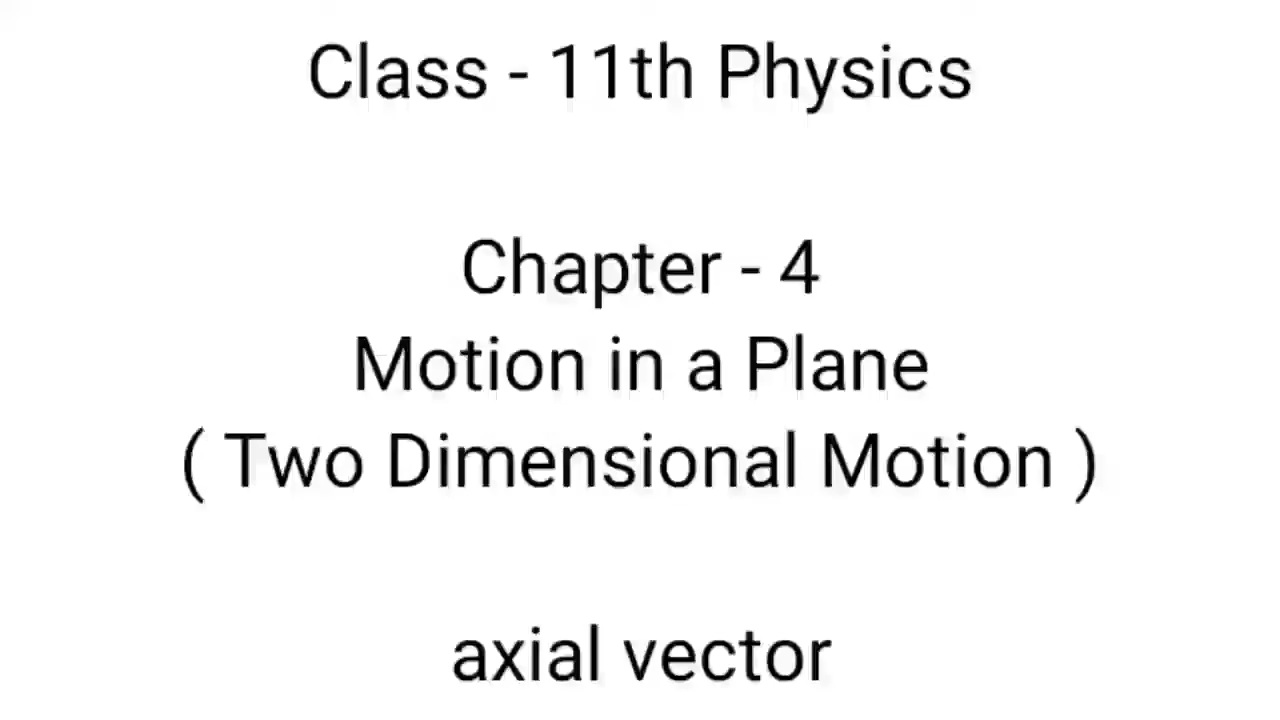 Class - 11th Physics
Chapter - 4
Motion in a Plane
( Two Dimensional Motion )
axial vector